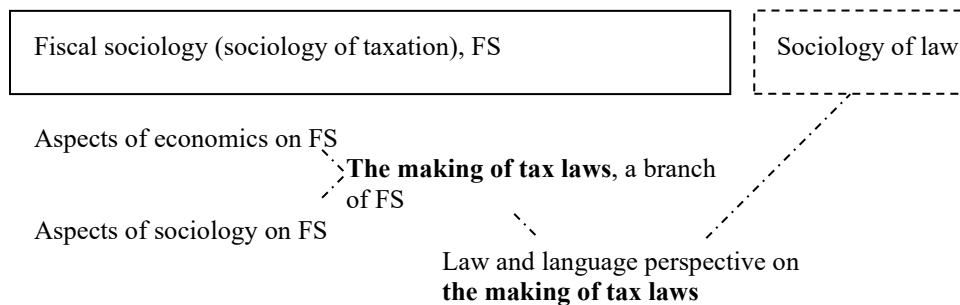 Fiscal sociology (sociology of taxation), FS
Sociology of law
Aspects of economics on FS
The making of tax laws, a branch
of FS
Aspects of sociology on FS
Law and language perspective on
the making of tax laws